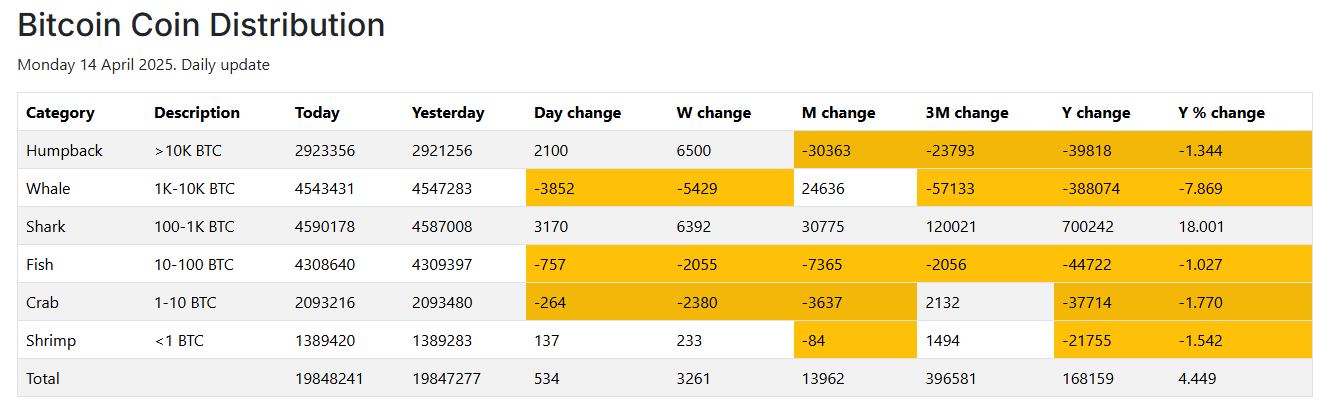 Bitcoin Coin Distribution
Monday 14 April 2025. Daily update
Category Description Today Yesterday Day change W change M change 3M change Y change Y % change
Humpback >10K BTC 2923356 2921256 2100 6500 -30363 -23793 -39818 -1.344
Whale 1K-10K BTC 4543431 4547283 -3852 -5429 24636 -57133 -388074 -7.869
Shark 100-1K BTC 4590178 4587008 3170 6392 30775 120021 700242 18.001
Fish 10-100 BTC 4308640 4309397 -757 -2055 -7365 -2056 -44722 -1.027
Crab 1-10 BTC 2093216 2093480 -264 -2380 -3637 2132 -37714 -1.770
Shrimp <1 BTC 1389420 1389283 137 233 -84 1494 -21755 -1.542
Total 19848241 19847277 534 3261 13962 396581 168159 4.449